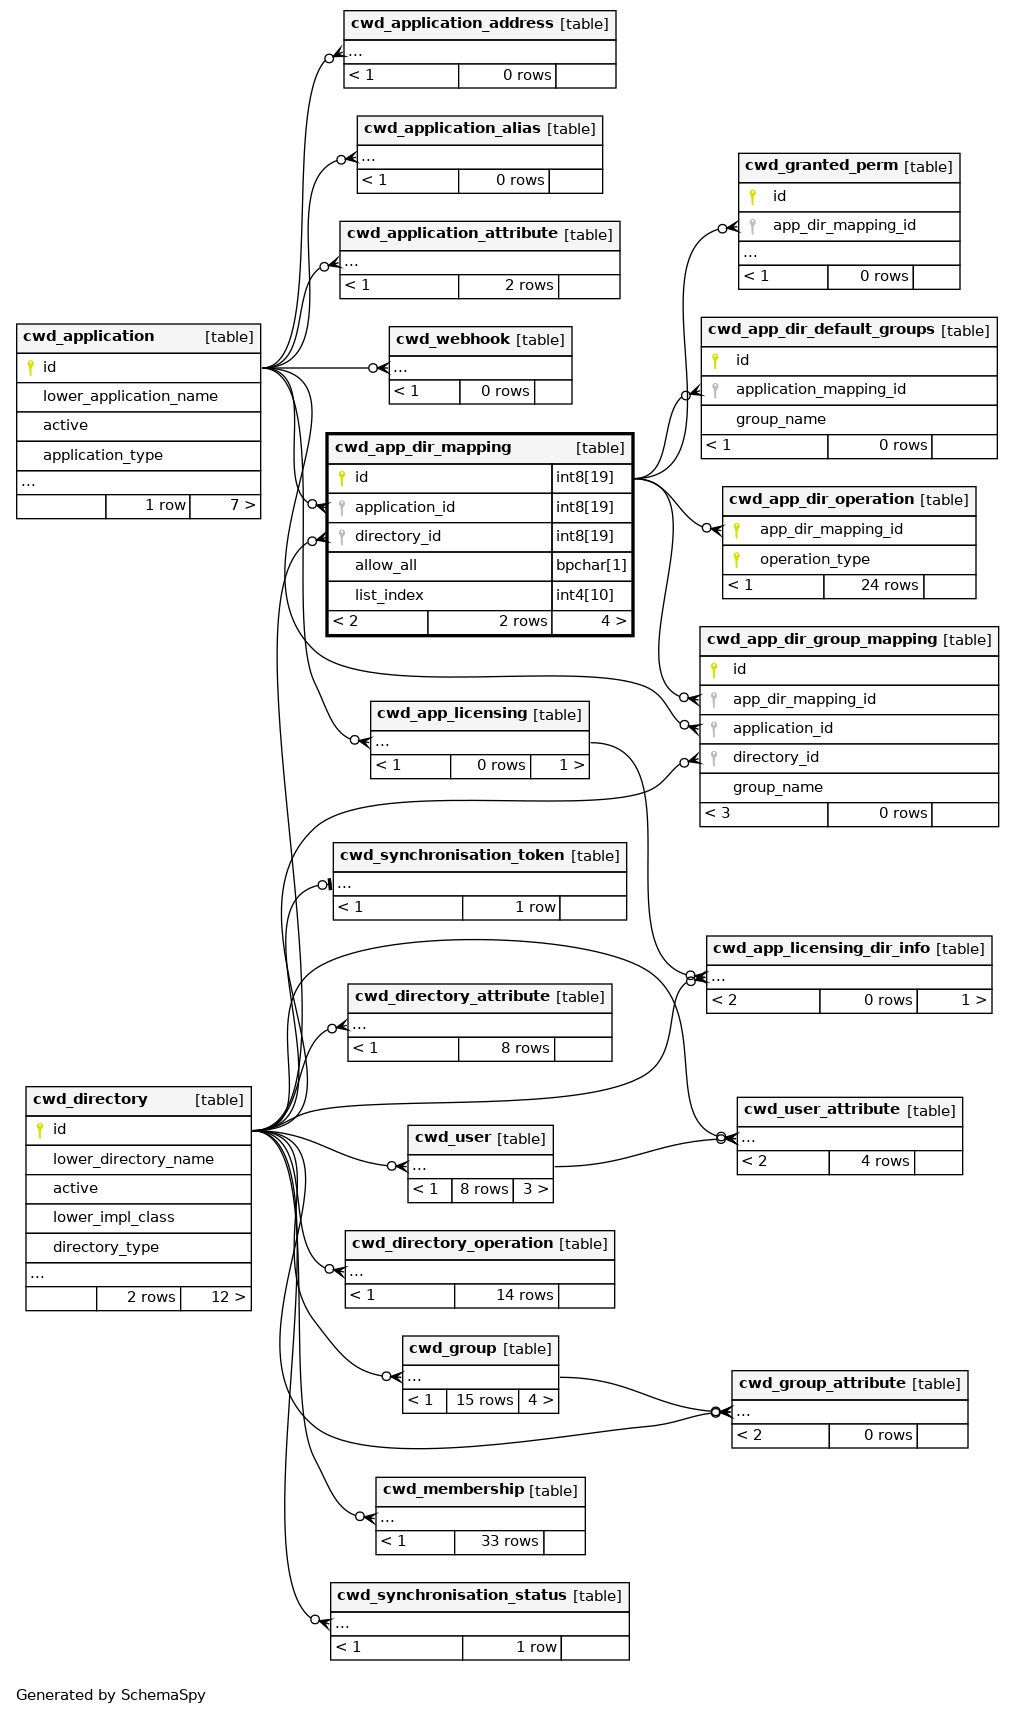 cwd_application_address [table]
...
< 1 0 rows
cwd_application_alias [table]
...
< 1 0 rows
cwd_application_attribute [table]
...
< 1 2 rows
cwd_webhook [table]
...
< 1 0 rows
cwd_application [table]
id
lower_application_name
active
application_type
...
1 row 7 >
cwd_app_dir_mapping [table]
id int8[19]
application_id int8[19]
directory_id int8[19]
allow_all bpchar[1]
list_index int4[10]
< 2 2 rows 4 >
cwd_granted_perm [table]
id
app_dir_mapping_id
...
< 1 0 rows
cwd_app_dir_default_groups [table]
id
application_mapping_id
group_name
< 1 0 rows
cwd_app_dir_operation [table]
app_dir_mapping_id
operation_type
< 1 24 rows
cwd_app_dir_group_mapping [table]
id
app_dir_mapping_id
application_id
directory_id
group_name
< 3 0 rows
cwd_app_licensing [table]
...
< 1 0 rows 1 >
cwd_synchronisation_token [table]
...
< 1 1 row
cwd_app_licensing_dir_info [table]
...
< 2 0 rows 1 >
cwd_directory_attribute [table]
...
< 1 8 rows
cwd_directory [table]
id
lower_directory_name
active
lower_impl_class
directory_type
...
2 rows 12 >
cwd_user [table]
...
< 1 8 rows 3 >
cwd_user_attribute [table]
...
< 2 4 rows
cwd_directory_operation [table]
...
< 1 14 rows
cwd_group [table]
...
< 1 15 rows 4 >
cwd_group_attribute [table]
...
< 2 0 rows
cwd_membership [table]
...
< 1 33 rows
cwd_synchronisation_status [table]
...
< 1 1 row
Generated by SchemaSpy